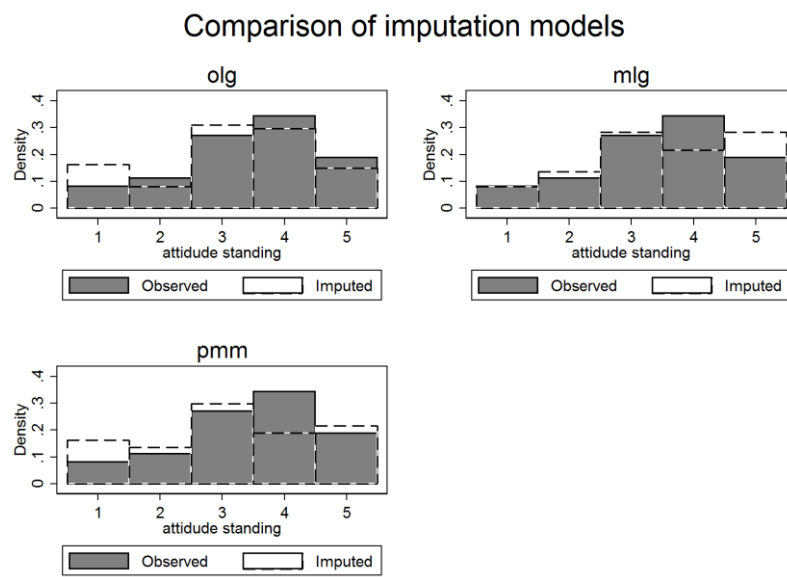 Comparison of imputation models
olg
Density
0 .1 .2 .3 .4
1 2 3 4 5
attidude standing
Observed Imputed
mlg
Density
0 .1 .2 .3 .4
1 2 3 4 5
attidude standing
Observed Imputed
pmm
Density
0 .1 .2 .3 .4
1 2 3 4 5
attidude standing
Observed Imputed